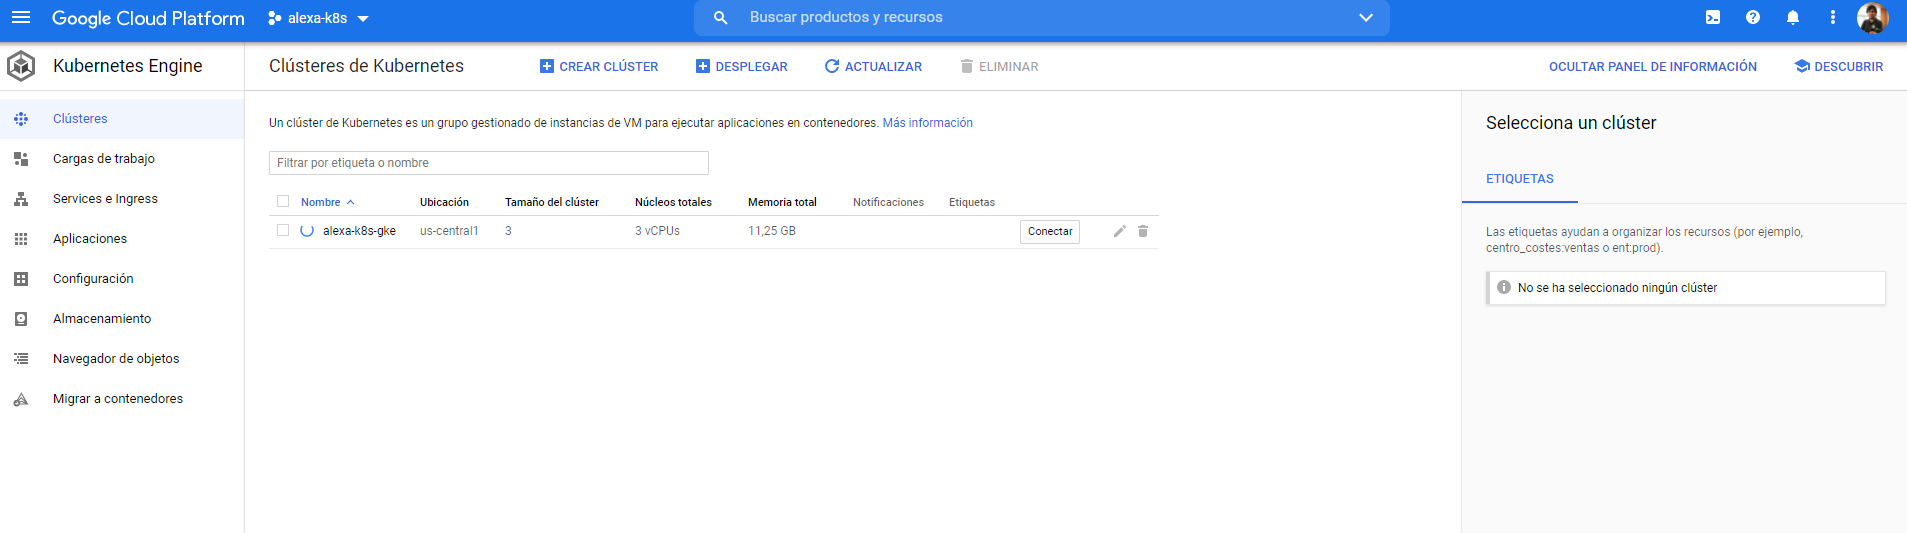 Google Cloud Platform
alexa-k8s
Buscar productos y recursos
Kubernetes Engine
Clústeres de Kubernetes
CREAR CLÚSTER
DESPLEGAR
ACTUALIZAR
ELIMINAR
OCULTAR PANEL DE INFORMACIÓN
DESCUBRIR
Clústeres
Cargas de trabajo
Services e Ingress
Aplicaciones
Configuración
Almacenamiento
Navegador de objetos
Migrar a contenedores
Un clúster de Kubernetes es un grupo gestionado de instancias de VM para ejecutar aplicaciones en contenedores. Más información
Filtrar por etiqueta o nombre
Nombre Ubicación Tamaño del clúster Núcleos totales Memoria total Notificaciones Etiquetas
alexa-k8s-gke us-central1 3 3 vCPUs 11,25 GB Conectar
Selecciona un clúster
ETIQUETAS
Las etiquetas ayudan a organizar los recursos (por ejemplo,
centro_costes:ventas o ent:prod).
No se ha seleccionado ningún clúster